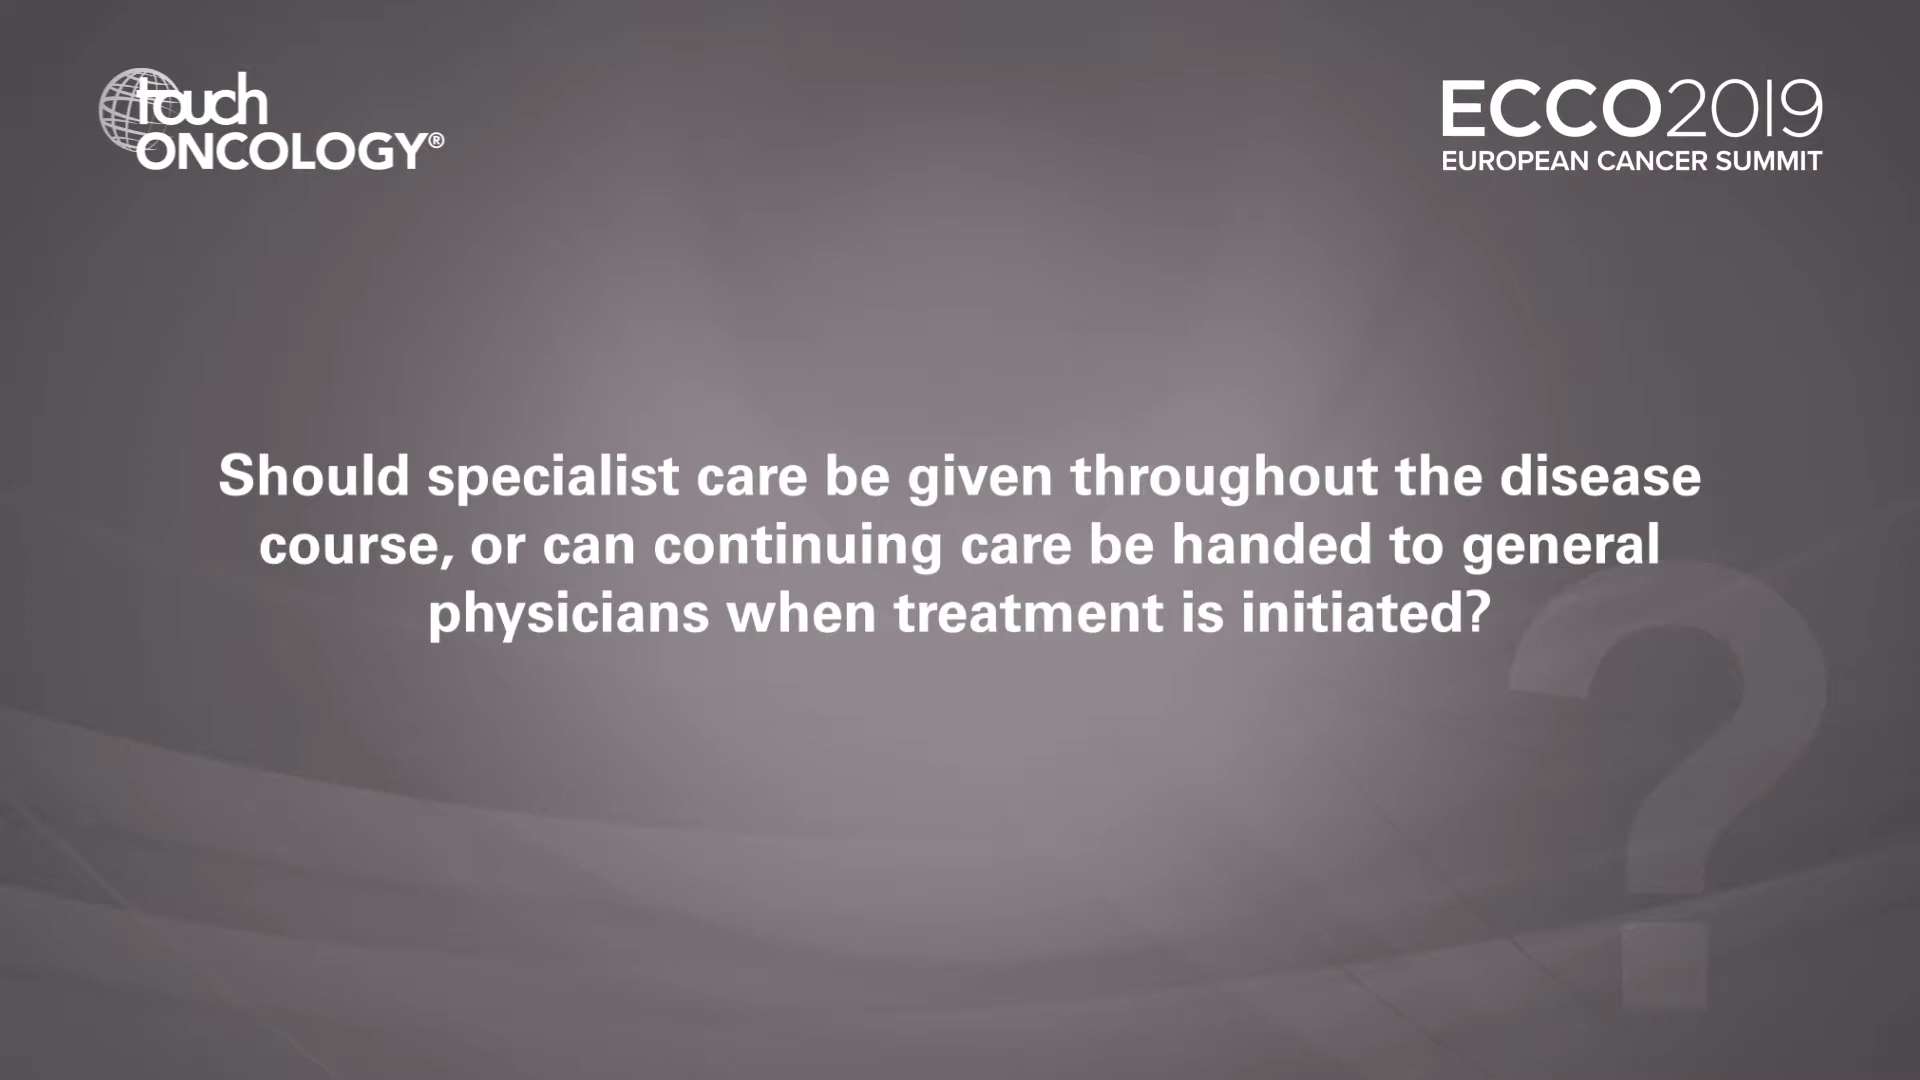 touch
ONCOLOGY®
ECCO2019
EUROPEAN CANCER SUMMIT
Should specialist care be given throughout the disease
course, or can continuing care be handed to general
physicians when treatment is initiated?
?